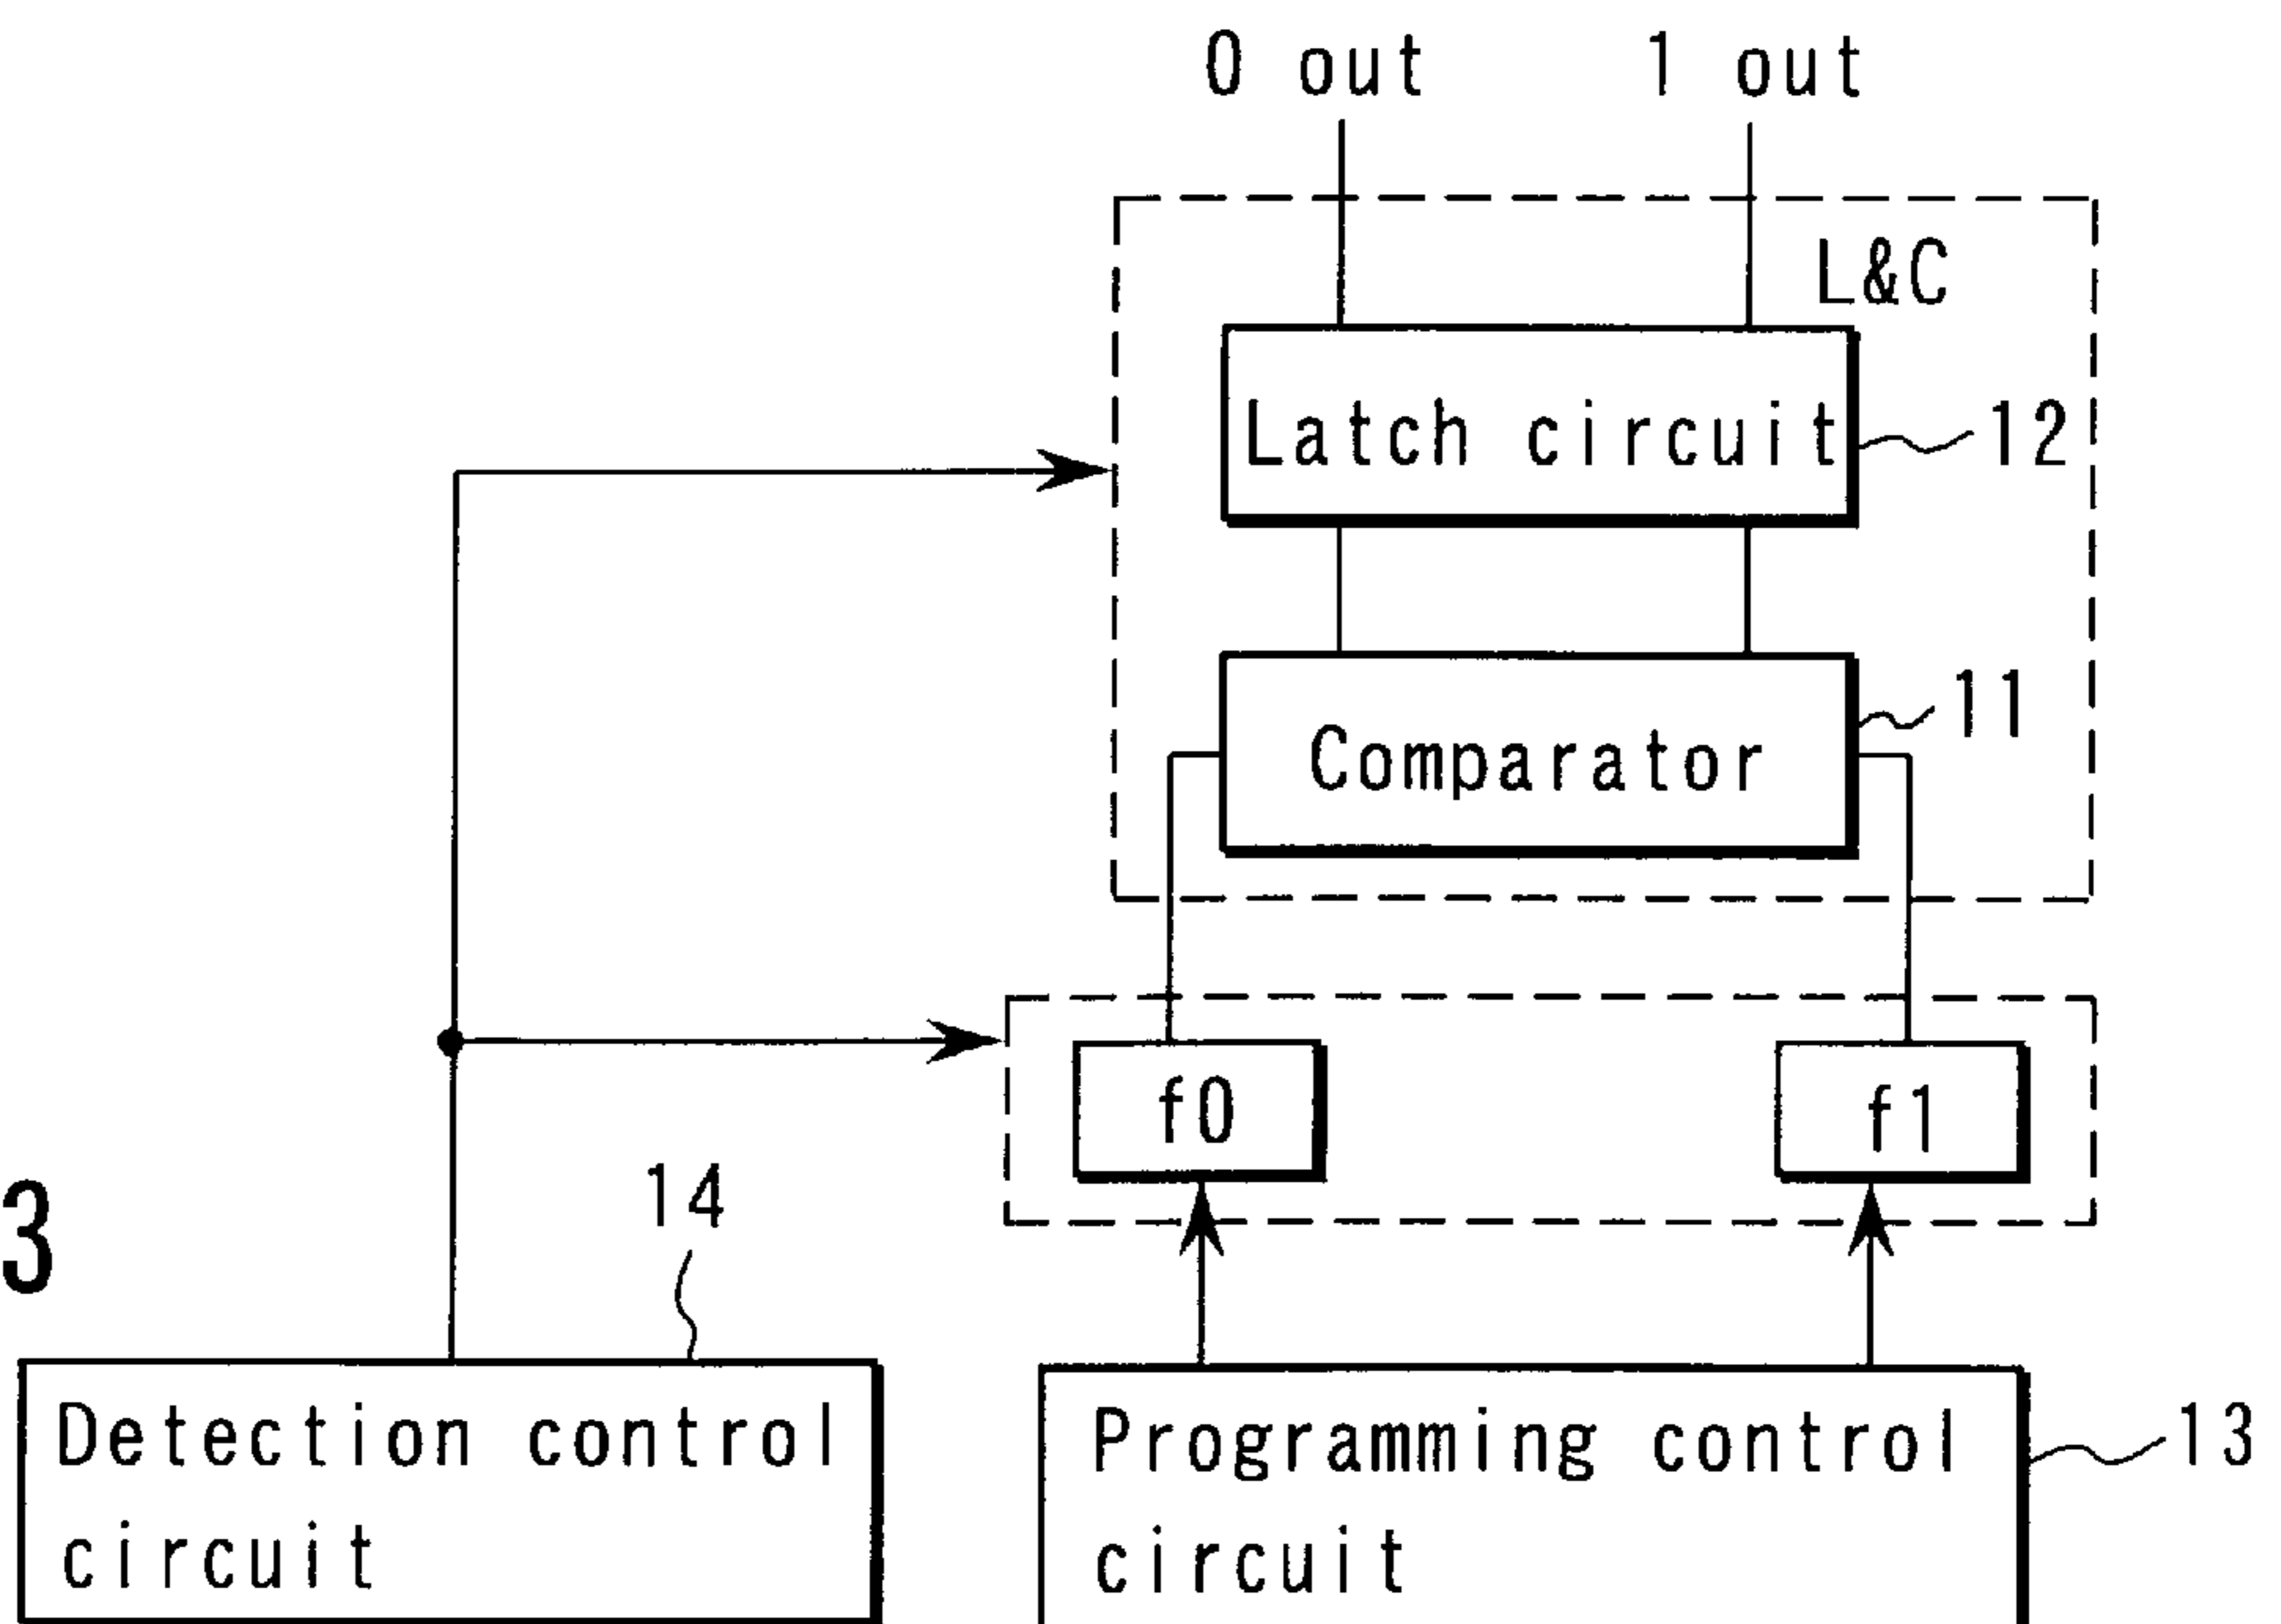 0 out 1 out
L&C
Latch circuit 12
Comparator 11
f0 f1
3
14
Detection control
circuit
Programming control 13
circuit